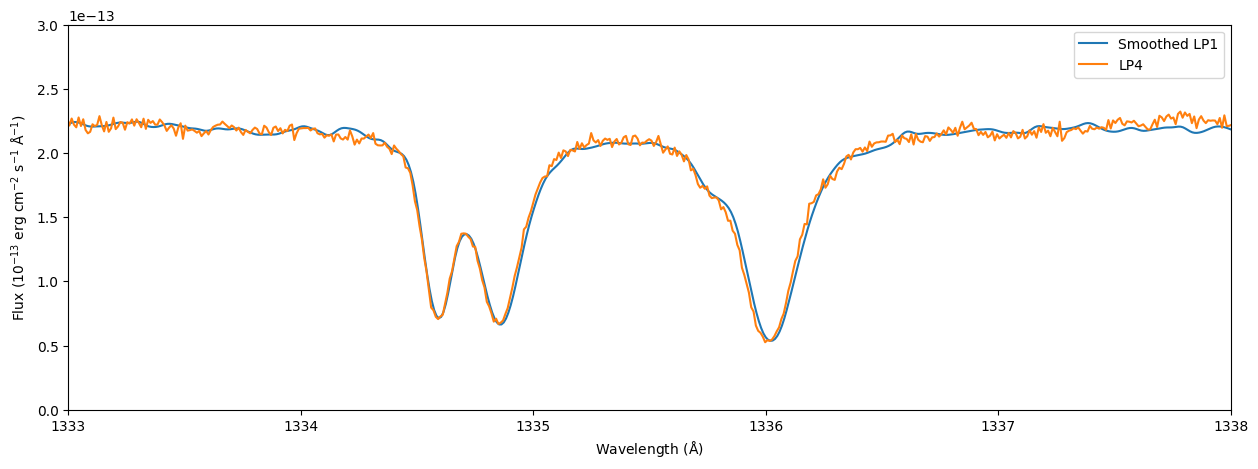 1e−13
3.0
2.5
2.0
1.5
1.0
0.5
0.0
Flux (10⁻¹³ erg cm⁻² s⁻¹ Å⁻¹)
Smoothed LP1
LP4
1333 1334 1335 1336 1337 1338
Wavelength (Å)